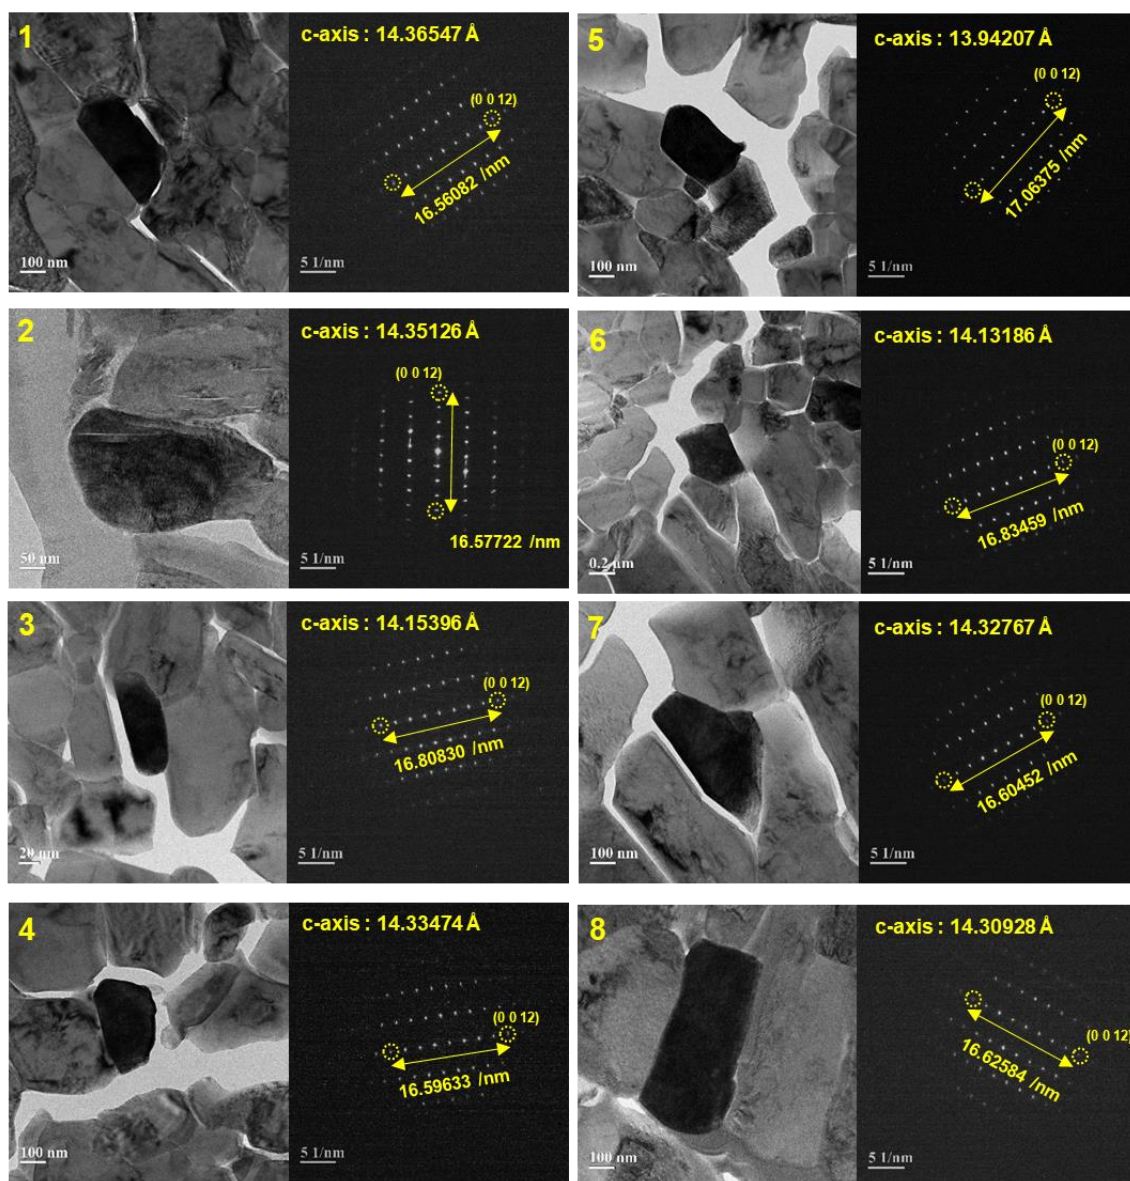 1
c-axis : 14.36547 Å
(0 0 12)
16.56082 /nm
100 nm
5 1/nm
2
c-axis : 14.35126 Å
(0 0 12)
16.57722 /nm
50 nm
5 1/nm
3
c-axis : 14.15396 Å
(0 0 12)
16.80830 /nm
20 nm
5 1/nm
4
c-axis : 14.33474 Å
(0 0 12)
16.59633 /nm
100 nm
5 1/nm
5
c-axis : 13.94207 Å
(0 0 12)
17.06375 /nm
100 nm
5 1/nm
6
c-axis : 14.13186 Å
(0 0 12)
16.83459 /nm
0.2 μm
5 1/nm
7
c-axis : 14.32767 Å
(0 0 12)
16.60452 /nm
100 nm
5 1/nm
8
c-axis : 14.30928 Å
(0 0 12)
16.62584 /nm
100 nm
5 1/nm